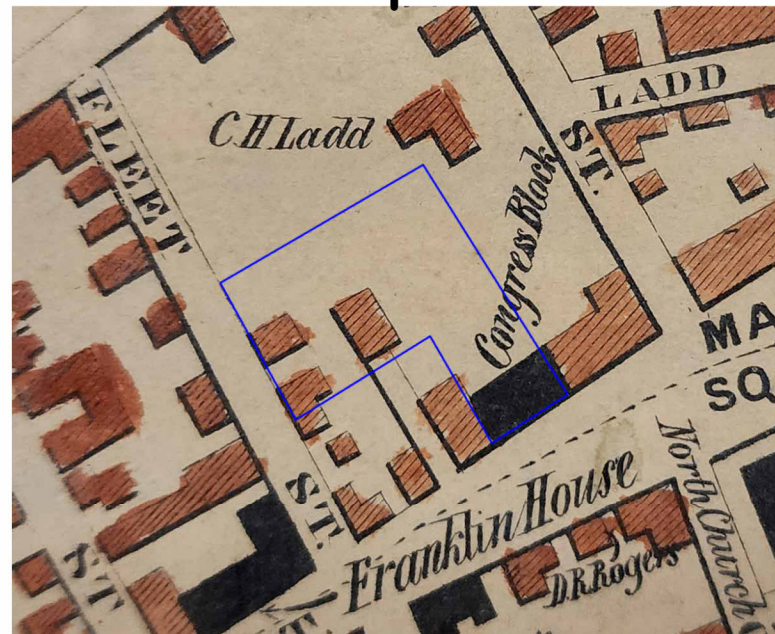 LADD
C H Ladd
ST.
FLEET
Congress Block
MA
SQ
North Church
ST.
Franklin House
D.R. Rogers
ST